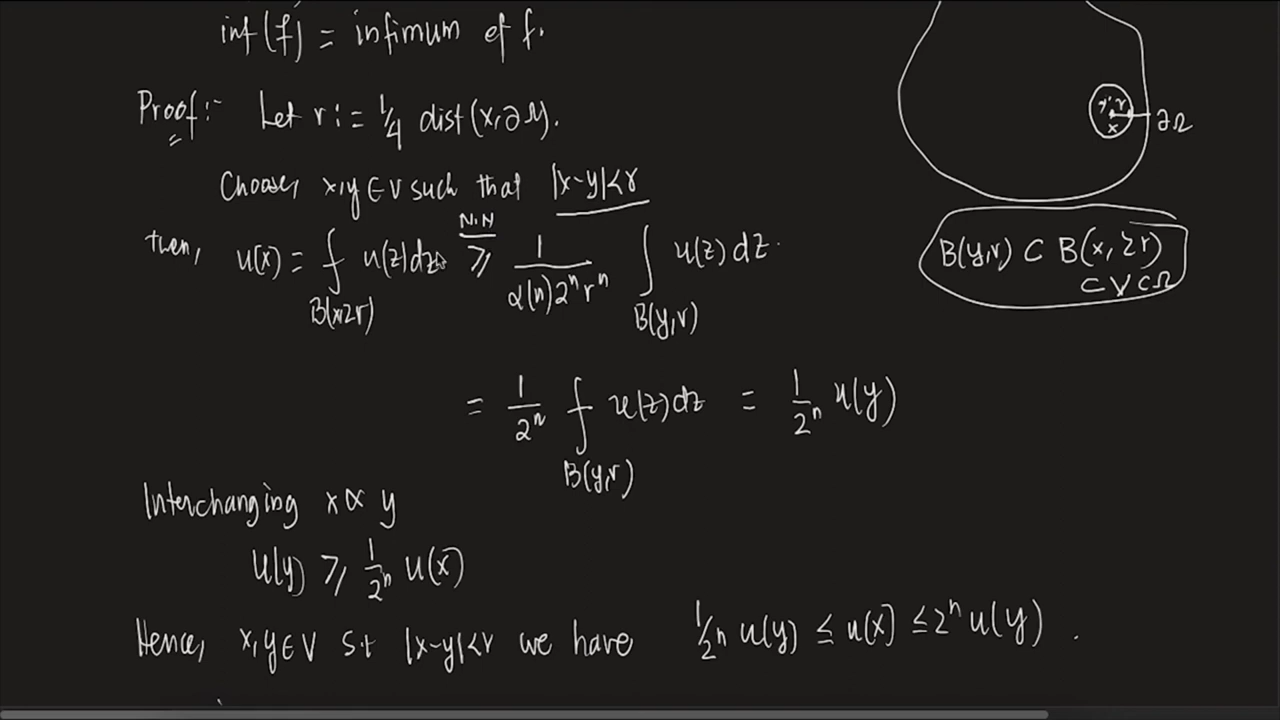 inf(f) = infimum of f.
Proof:- Let r := 1/4 dist(x, ∂Ω).
Choose, x,y ∈ V such that |x-y|<r
then, u(x) = ⨍_{B(x,2r)} u(z)dz ≥ (N.N) 1/(α(n)2^n r^n) ∫_{B(y,r)} u(z) dz.
= 1/2^n ⨍_{B(y,r)} u(z)dz = 1/2^n u(y)
Interchanging x & y
u(y) ≥ 1/2^n u(x)
Hence, x,y ∈ V s.t |x-y|<r we have 1/2^n u(y) ≤ u(x) ≤ 2^n u(y).
r
x
∂Ω
B(y,r) ⊂ B(x, 2r)
⊂ V ⊂ Ω